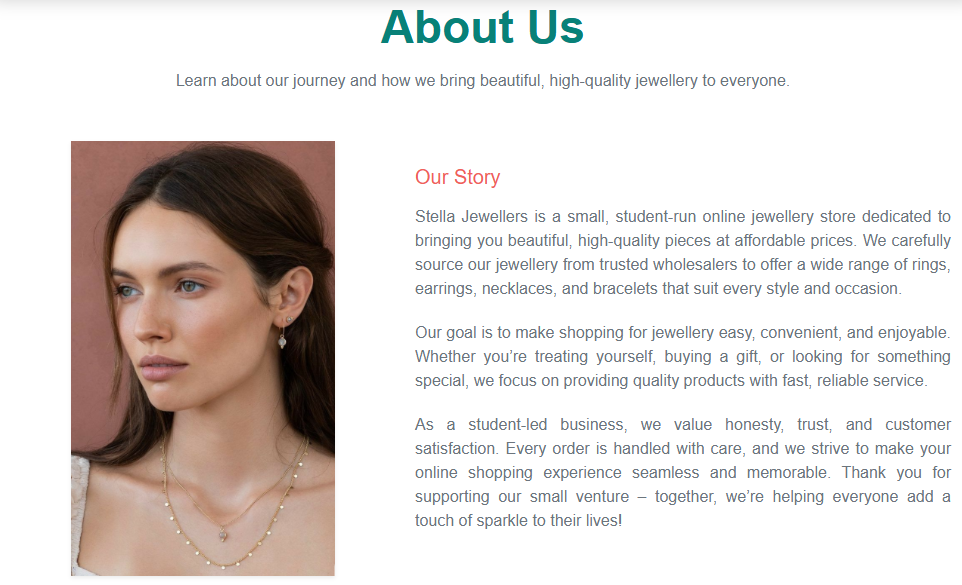 About Us
Learn about our journey and how we bring beautiful, high-quality jewellery to everyone.
Our Story
Stella Jewellers is a small, student-run online jewellery store dedicated to
bringing you beautiful, high-quality pieces at affordable prices. We carefully
source our jewellery from trusted wholesalers to offer a wide range of rings,
earrings, necklaces, and bracelets that suit every style and occasion.
Our goal is to make shopping for jewellery easy, convenient, and enjoyable.
Whether you’re treating yourself, buying a gift, or looking for something
special, we focus on providing quality products with fast, reliable service.
As a student-led business, we value honesty, trust, and customer
satisfaction. Every order is handled with care, and we strive to make your
online shopping experience seamless and memorable. Thank you for
supporting our small venture – together, we’re helping everyone add a
touch of sparkle to their lives!